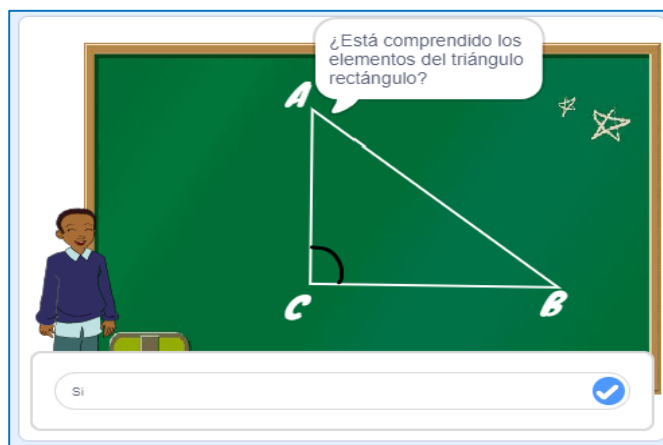 ¿Está comprendido los
elementos del triángulo
rectángulo?
A
C
B
Si